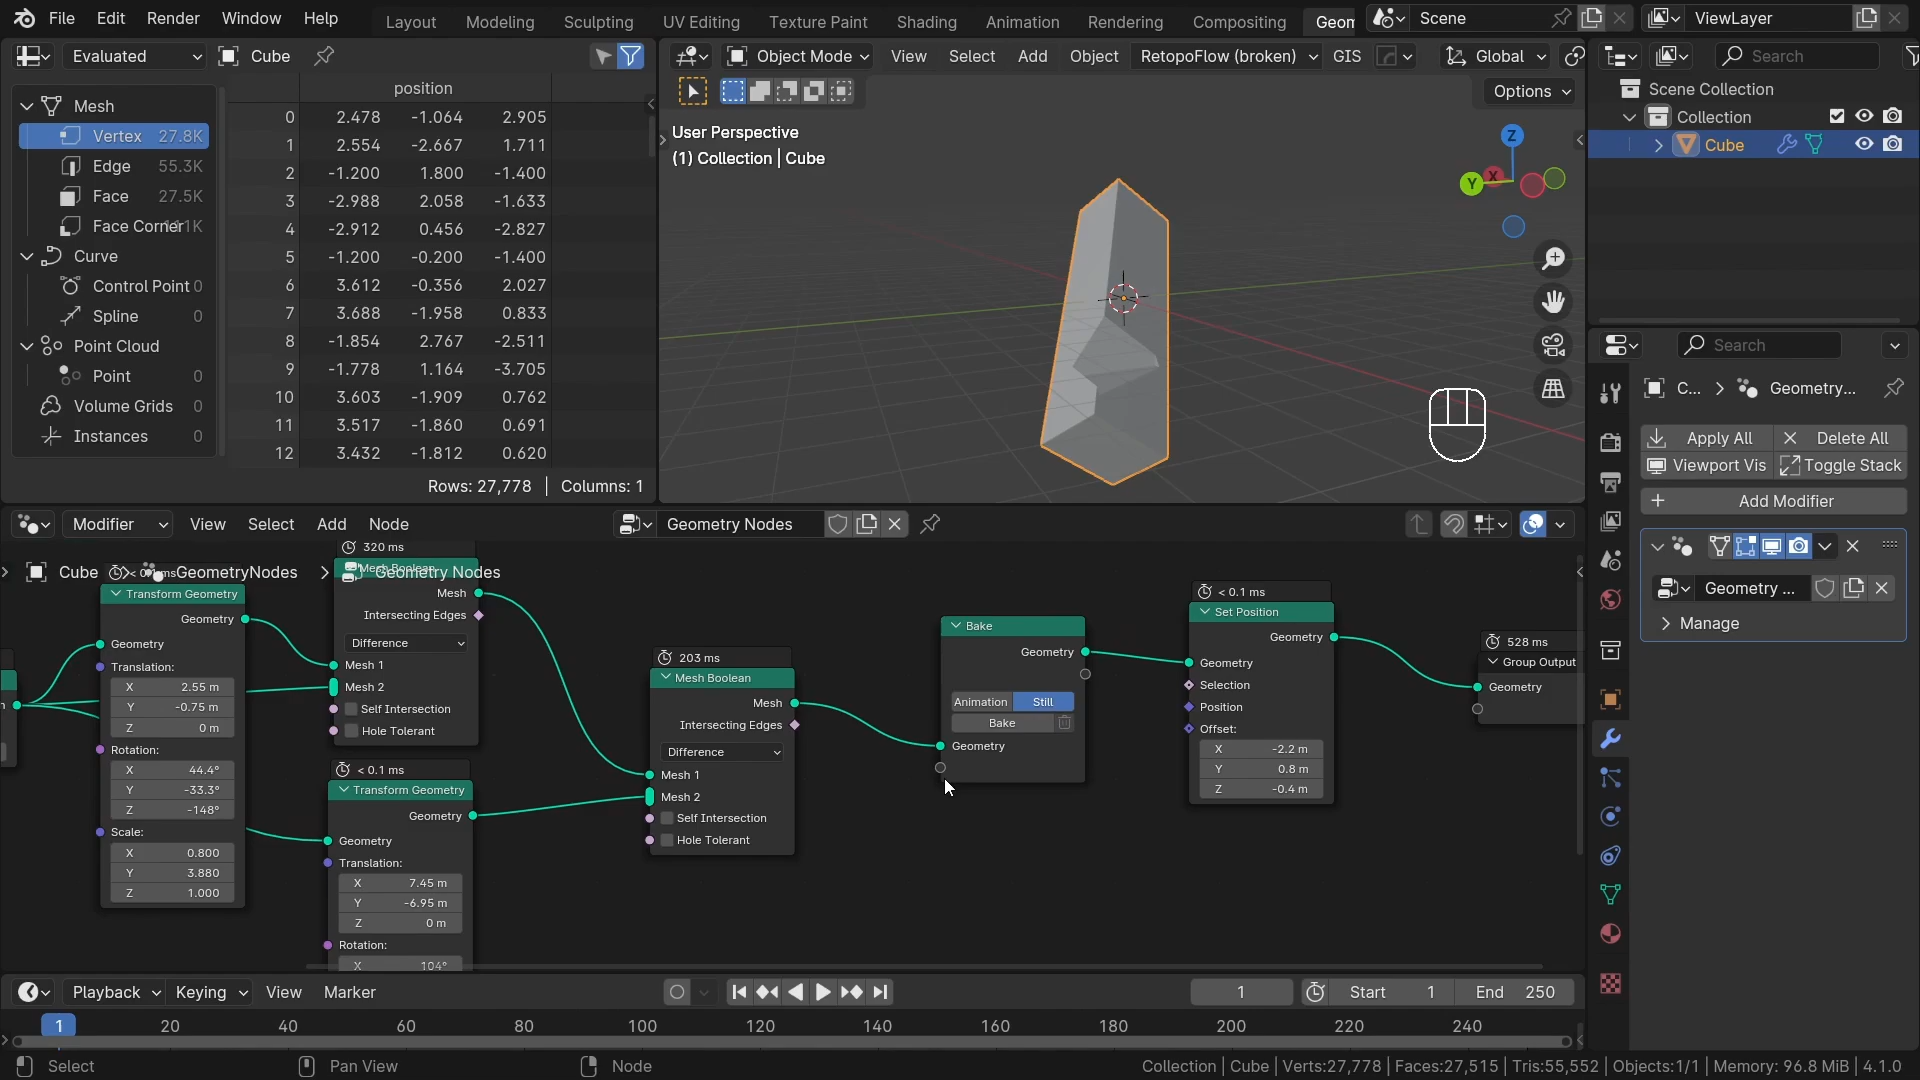 File Edit Render Window Help
Layout Modeling Sculpting UV Editing Texture Paint Shading Animation Rendering Compositing Geom
Scene
ViewLayer
Evaluated Cube
position
Mesh
Vertex 27.8K
Edge 55.3K
Face 27.5K
Curve
Control Point 0
Spline 0
Point Cloud
Point 0
Volume Grids 0
Instances 0
0 2.478 -1.064 2.905
1 2.554 -2.667 1.711
2 -1.200 1.800 -1.400
3 -2.988 2.058 -1.633
4 -2.912 0.456 -2.827
5 -1.200 -0.200 -1.400
6 3.612 -0.356 2.027
7 3.688 -1.958 0.833
8 -1.854 2.767 -2.511
9 -1.778 1.164 -3.705
10 3.603 -1.909 0.762
11 3.517 -1.860 0.691
12 3.432 -1.812 0.620
Rows: 27,778 | Columns: 1
Object Mode View Select Add Object RetopoFlow (broken) GIS Global
Options
User Perspective
(1) Collection | Cube
Z
Y
X
Search
Scene Collection
Collection
Cube
Search
C... Geometry...
Apply All Delete All
Viewport Vis Toggle Stack
Add Modifier
Geometry ...
Manage
Modifier View Select Add Node Geometry Nodes
Cube GeometryNodes Geometry Nodes
Transform Geometry
Geometry
Geometry
Translation:
X 2.55 m
Y -0.75 m
Z 0 m
Rotation:
X 44.4°
Y -33.3°
Z -148°
Scale:
X 0.800
Y 3.880
Z 1.000
320 ms
Mesh Boolean
Mesh
Intersecting Edges
Difference
Mesh 1
Mesh 2
Self Intersection
Hole Tolerant
< 0.1 ms
Transform Geometry
Geometry
Geometry
Translation:
X 7.45 m
Y -6.95 m
Z 0 m
Rotation:
X 104°
203 ms
Mesh Boolean
Mesh
Intersecting Edges
Difference
Mesh 1
Mesh 2
Self Intersection
Hole Tolerant
Bake
Geometry
Animation Still
Bake
Geometry
< 0.1 ms
Set Position
Geometry
Geometry
Selection
Position
Offset:
X -2.2 m
Y 0.8 m
Z -0.4 m
528 ms
Group Output
Geometry
Playback Keying View Marker
1 Start 1 End 250
1 20 40 60 80 100 120 140 160 180 200 220 240
Select Pan View Node
Collection | Cube | Verts:27,778 | Faces:27,515 | Tris:55,552 | Objects:1/1 | Memory: 96.8 MiB | 4.1.0